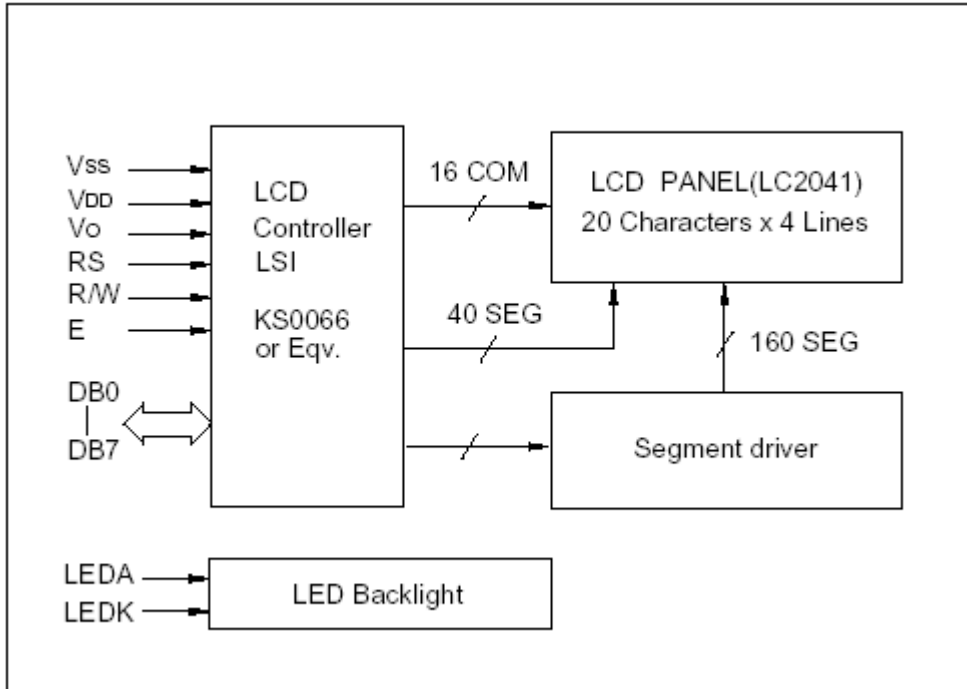 VSS
VDD
VO
RS
R/W
E
DB0
DB7
LCD
Controller
LSI
KS0066
or Eqv.
16 COM
40 SEG
LCD PANEL(LC2041)
20 Characters x 4 Lines
160 SEG
Segment driver
LEDA
LEDK
LED Backlight